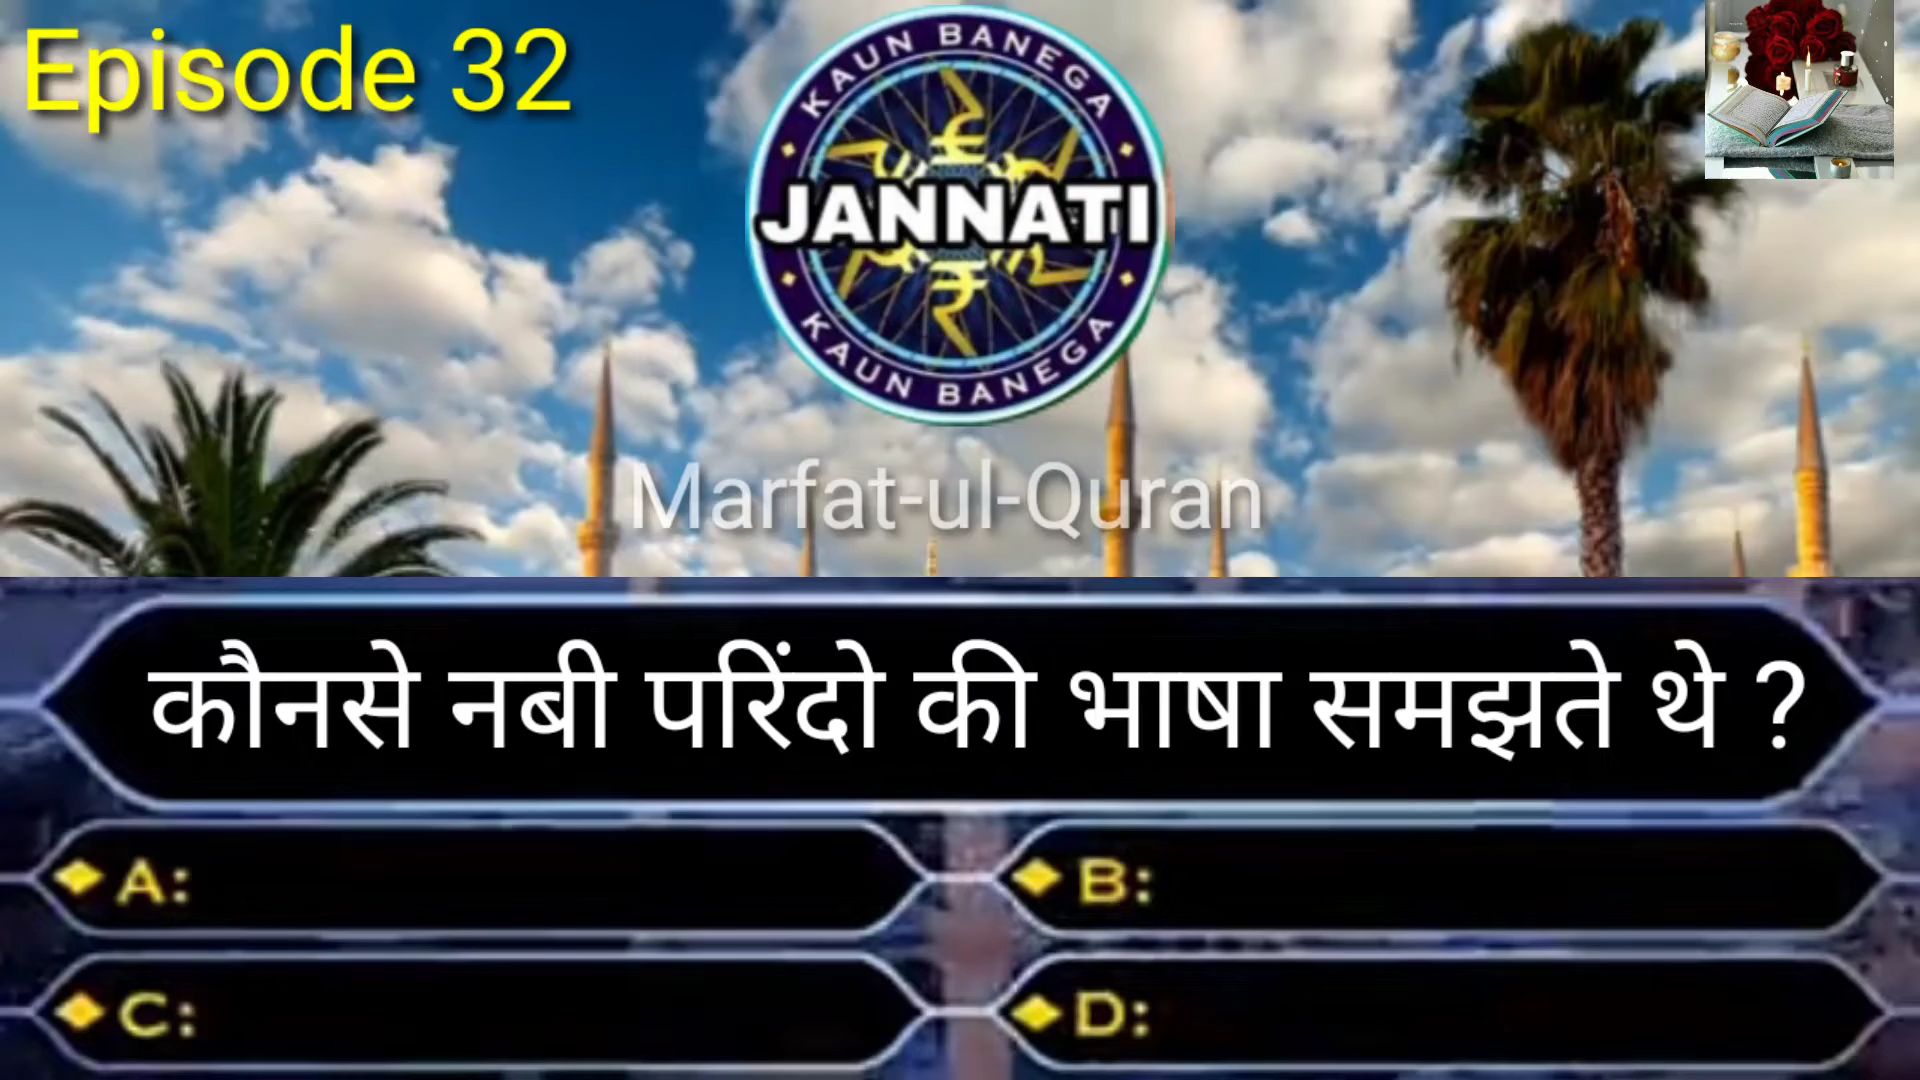 Episode 32
KAUN BANEGA
JANNATI
KAUN BANEGA
Marfat-ul-Quran
कौनसे नबी परिंदो की भाषा समझते थे ?
A:
B:
C:
D: